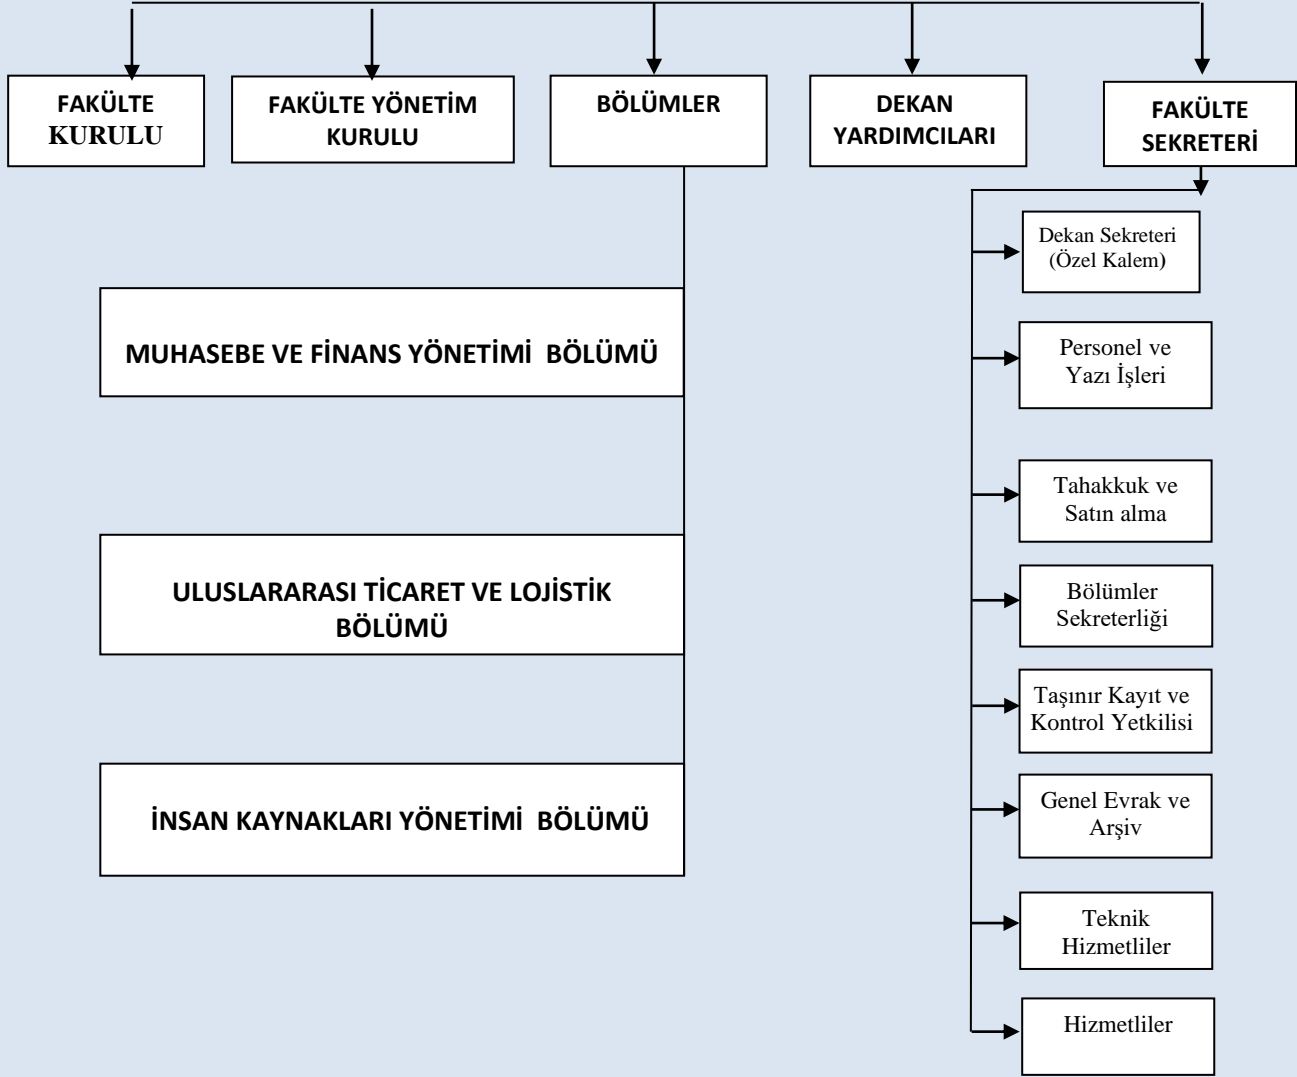 FAKÜLTE
KURULU
FAKÜLTE YÖNETİM
KURULU
BÖLÜMLER
DEKAN
YARDIMCILARI
FAKÜLTE
SEKRETERİ
MUHASEBE VE FİNANS YÖNETİMİ  BÖLÜMÜ
ULUSLARARASI TİCARET VE LOJİSTİK
BÖLÜMÜ
İNSAN KAYNAKLARI YÖNETİMİ  BÖLÜMÜ
Dekan Sekreteri
(Özel Kalem)
Personel ve
Yazı İşleri
Tahakkuk ve
Satın alma
Bölümler
Sekreterliği
Taşınır Kayıt ve
Kontrol Yetkilisi
Genel Evrak ve
Arşiv
Teknik
Hizmetliler
Hizmetliler